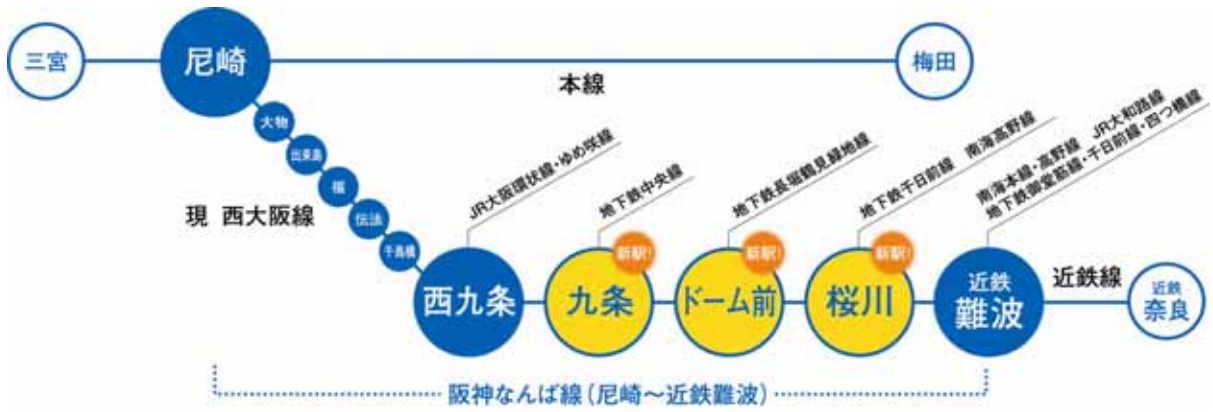 三宮
尼崎
梅田
本線
大物
出来島
福
伝法
千鳥橋
現 西大阪線
JR大阪環状線・ゆめ咲線
地下鉄中央線
地下鉄長堀鶴見緑地線
地下鉄千日前線 南海高野線
南海本線・高野線 JR大和路線
地下鉄御堂筋線・千日前線・四つ橋線
新駅!
新駅!
新駅!
西九条
九条
ドーム前
桜川
近鉄
難波
近鉄線
近鉄
奈良
阪神なんば線(尼崎～近鉄難波)